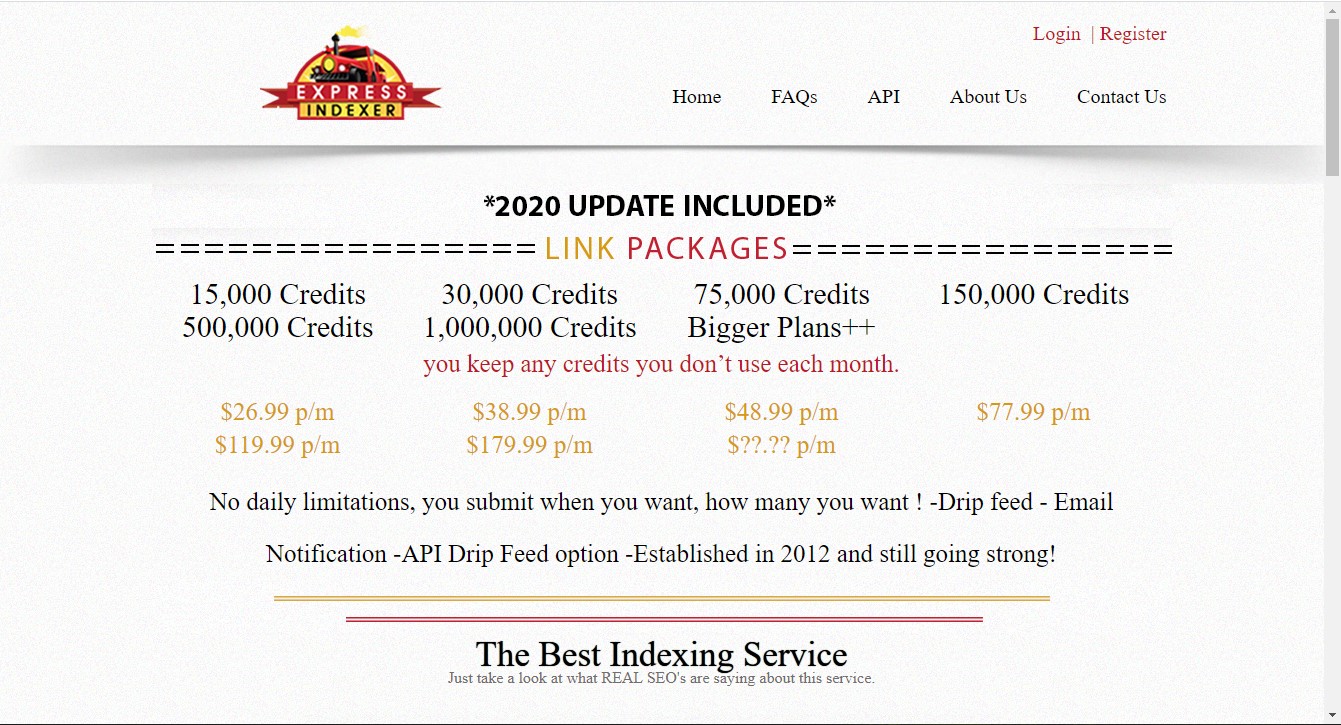 Login | Register
EXPRESS
INDEXER
Home FAQs API About Us Contact Us
*2020 UPDATE INCLUDED*
================ LINK PACKAGES================
15,000 Credits 30,000 Credits 75,000 Credits 150,000 Credits
500,000 Credits 1,000,000 Credits Bigger Plans++
you keep any credits you don’t use each month.
$26.99 p/m $38.99 p/m $48.99 p/m $77.99 p/m
$119.99 p/m $179.99 p/m $??.?? p/m
No daily limitations, you submit when you want, how many you want ! -Drip feed - Email
Notification -API Drip Feed option -Established in 2012 and still going strong!
The Best Indexing Service
Just take a look at what REAL SEO's are saying about this service.